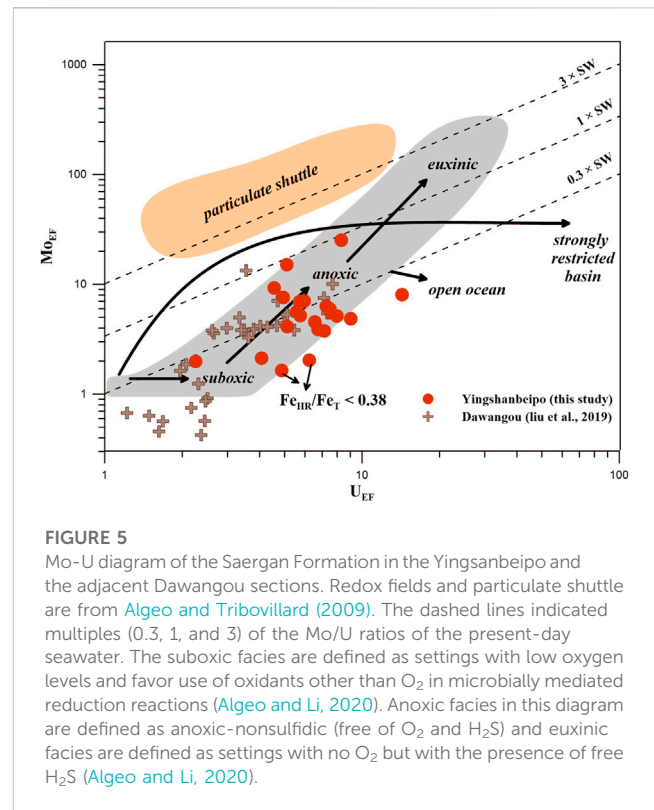 1000
100
10
1
Mo_EF
3 × SW
1 × SW
0.3 × SW
particulate shuttle
euxinic
strongly
restricted
basin
anoxic
open ocean
suboxic
Fe_HR/Fe_T < 0.38
Yingshanbeipo (this study)
Dawangou (liu et al., 2019)
1
10
100
U_EF
FIGURE 5
Mo-U diagram of the Saergan Formation in the Yingsanbeipo and
the adjacent Dawangou sections. Redox fields and particulate shuttle
are from Algeo and Tribovillard (2009). The dashed lines indicated
multiples (0.3, 1, and 3) of the Mo/U ratios of the present-day
seawater. The suboxic facies are defined as settings with low oxygen
levels and favor use of oxidants other than O₂ in microbially mediated
reduction reactions (Algeo and Li, 2020). Anoxic facies in this diagram
are defined as anoxic-nonsulfidic (free of O₂ and H₂S) and euxinic
facies are defined as settings with no O₂ but with the presence of free
H₂S (Algeo and Li, 2020).